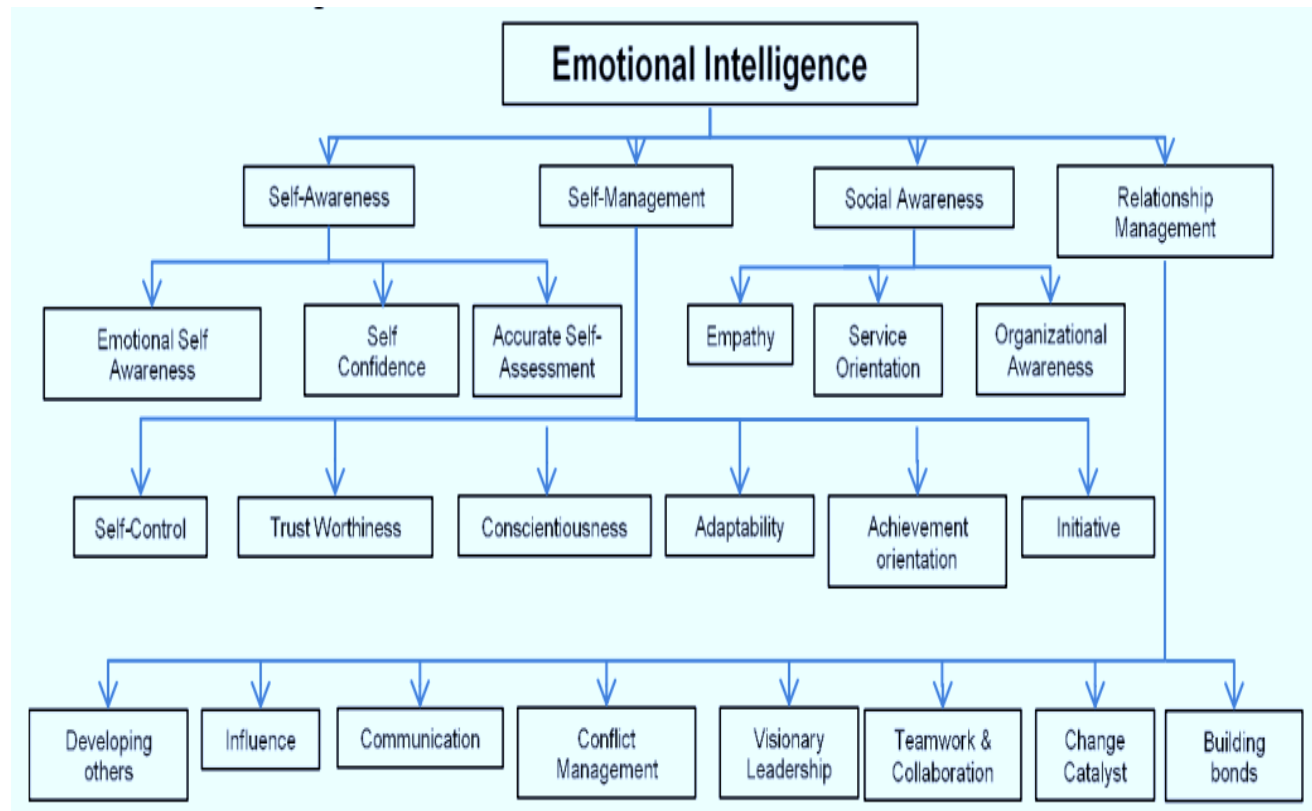 Emotional Intelligence
Self-Awareness
Self-Management
Social Awareness
Relationship
Management
Emotional Self
Awareness
Self
Confidence
Accurate Self-
Assessment
Empathy
Service
Orientation
Organizational
Awareness
Self-Control
Trust Worthiness
Conscientiousness
Adaptability
Achievement
orientation
Initiative
Developing
others
Influence
Communication
Conflict
Management
Visionary
Leadership
Teamwork &
Collaboration
Change
Catalyst
Building
bonds